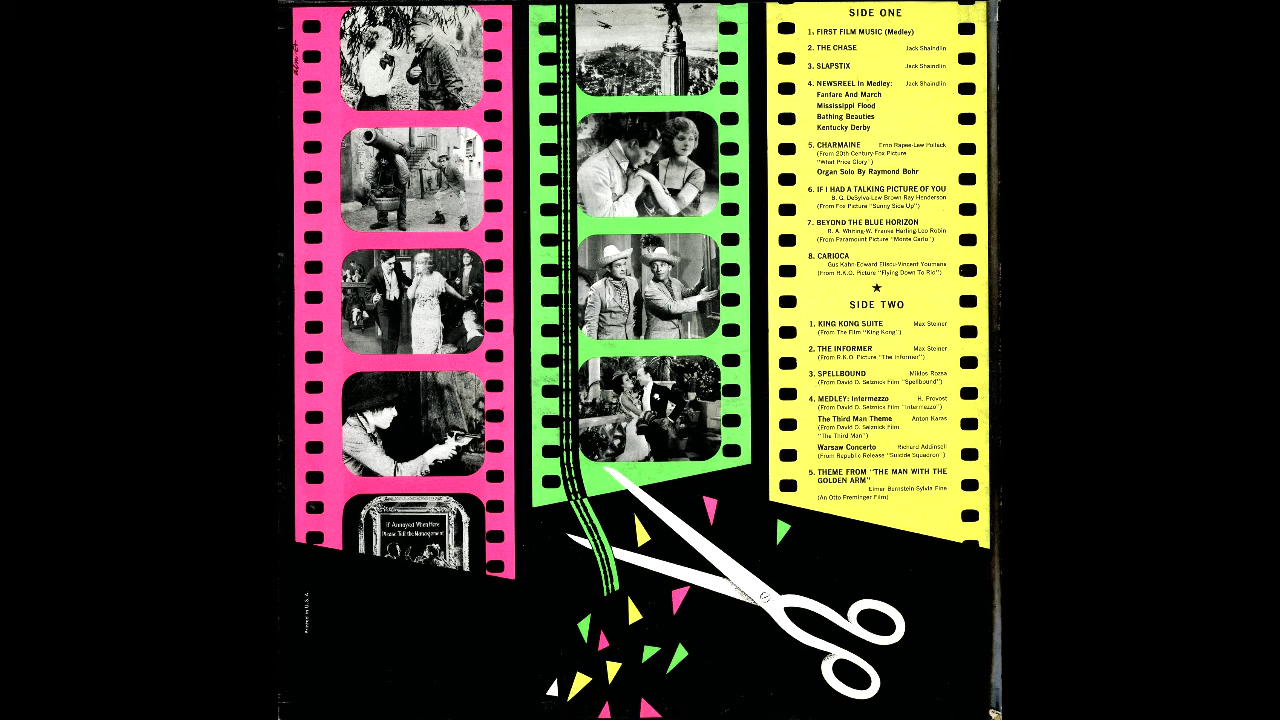 If Annoyed When Here
Please Tell the Management
Printed in U.S.A.
SIDE ONE
1. FIRST FILM MUSIC (Medley)
2. THE CHASE Jack Shaindlin
3. SLAPSTIX Jack Shaindlin
4. NEWSREEL in Medley: Jack Shaindlin
Fanfare And March
Mississippi Flood
Bathing Beauties
Kentucky Derby
5. CHARMAINE Erno Rapee-Lew Pollack
(From 20th Century-Fox Picture
"What Price Glory")
Organ Solo By Raymond Bohr
6. IF I HAD A TALKING PICTURE OF YOU
B. G. DeSylva-Lew Brown-Ray Henderson
(From Fox Picture "Sunny Side Up")
7. BEYOND THE BLUE HORIZON
R. A. Whiting-W. Franke Harling-Leo Robin
(From Paramount Picture "Monte Carlo")
8. CARIOCA
Gus Kahn-Edward Eliscu-Vincent Youmans
(From R.K.O. Picture "Flying Down To Rio")
★
SIDE TWO
1. KING KONG SUITE Max Steiner
(From The Film "King Kong")
2. THE INFORMER Max Steiner
(From R.K.O. Picture "The Informer")
3. SPELLBOUND Miklos Rozsa
(From David O. Selznick Film "Spellbound")
4. MEDLEY: Intermezzo H. Provost
(From David O. Selznick Film "Intermezzo")
The Third Man Theme Anton Karas
(From David O. Selznick Film
"The Third Man")
Warsaw Concerto Richard Addinsell
(From Republic Release "Suicide Squadron")
5. THEME FROM "THE MAN WITH THE
GOLDEN ARM"
Elmer Bernstein-Sylvia Fine
(An Otto Preminger Film)